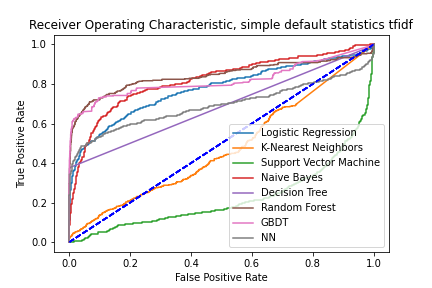 Receiver Operating Characteristic, simple default statistics tfidf
1.0
0.8
0.6
0.4
0.2
0.0
True Positive Rate
Logistic Regression
K-Nearest Neighbors
Support Vector Machine
Naive Bayes
Decision Tree
Random Forest
GBDT
NN
0.0 0.2 0.4 0.6 0.8 1.0
False Positive Rate